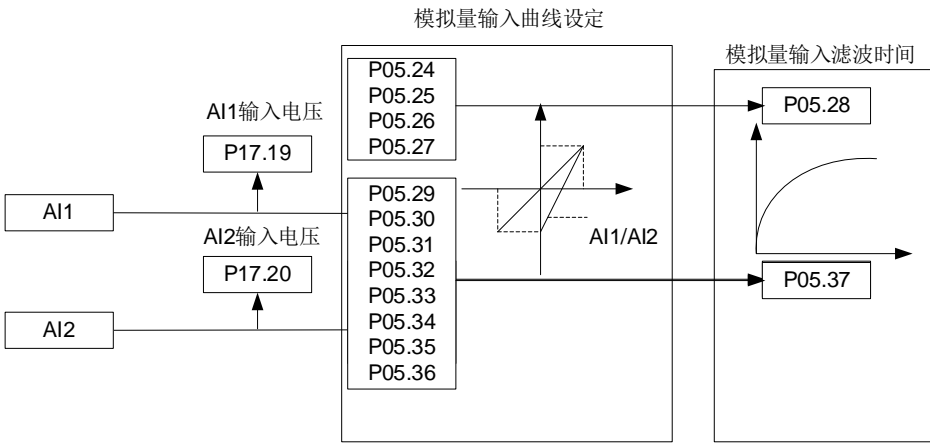 模拟量输入曲线设定
模拟量输入滤波时间
P05.24
P05.25
P05.26
P05.27
P05.28
AI1输入电压
P17.19
AI1
P05.29
P05.30
P05.31
P05.32
P05.33
P05.34
P05.35
P05.36
AI1/AI2
AI2输入电压
P17.20
P05.37
AI2